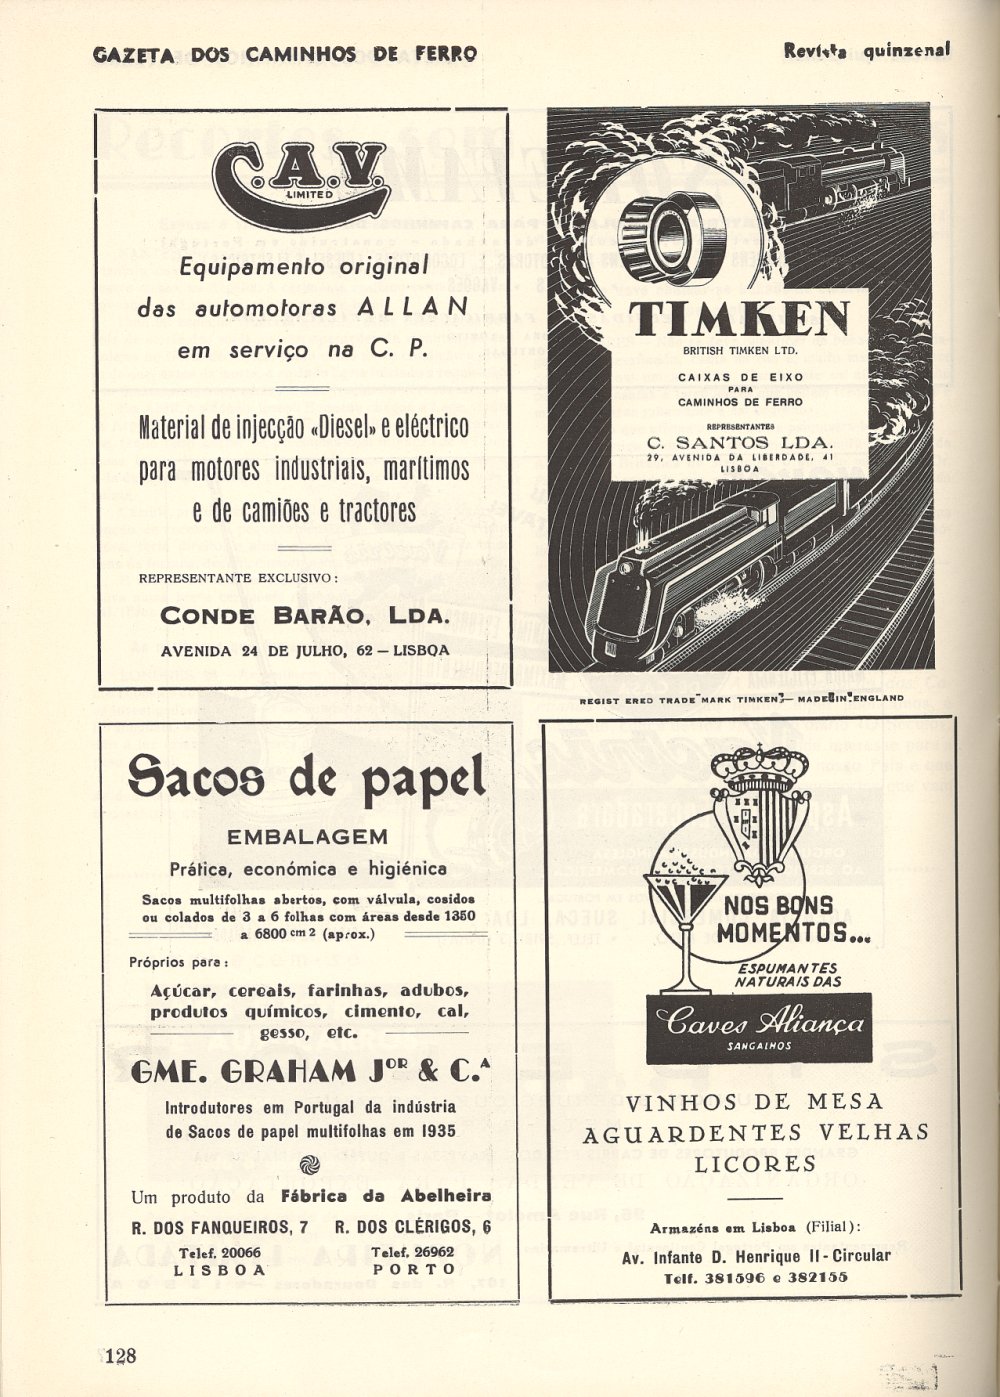 GAZETA DOS CAMINHOS DE FERRO
Revista quinzenal
C.A.V.
LIMITED
Equipamento original
das automotoras ALLAN
em serviço na C. P.
Material de injecção «Diesel» e eléctrico
para motores industriais, marítimos
e de camiões e tractores
REPRESENTANTE EXCLUSIVO:
CONDE BARÃO, LDA.
AVENIDA 24 DE JULHO, 62 — LISBOA
TIMKEN
BRITISH TIMKEN LTD.
CAIXAS DE EIXO
PARA
CAMINHOS DE FERRO
REPRESENTANTES
C. SANTOS LDA.
29, AVENIDA DA LIBERDADE, 41
LISBOA
REGIST ERED TRADE MARK TIMKEN — MADE IN ENGLAND
Sacos de papel
EMBALAGEM
Prática, económica e higiénica
Sacos multifolhas abertos, com válvula, cosidos
ou colados de 3 a 6 folhas com áreas desde 1350
a 6800 cm 2 (aprox.)
Próprios para:
Açúcar, cereais, farinhas, adubos,
produtos químicos, cimento, cal,
gesso, etc.
GME. GRAHAM JOR & C.A
Introdutores em Portugal da indústria
de Sacos de papel multifolhas em 1935
Um produto da Fábrica da Abelheira
R. DOS FANQUEIROS, 7 R. DOS CLÉRIGOS, 6
Telef. 20066 Telef. 26962
LISBOA PORTO
NOS BONS
MOMENTOS...
ESPUMANTES
NATURAIS DAS
Caves Aliança
SANGALHOS
VINHOS DE MESA
AGUARDENTES VELHAS
LICORES
Armazéns em Lisboa (Filial):
Av. Infante D. Henrique II - Circular
Telf. 381596 e 382155
128